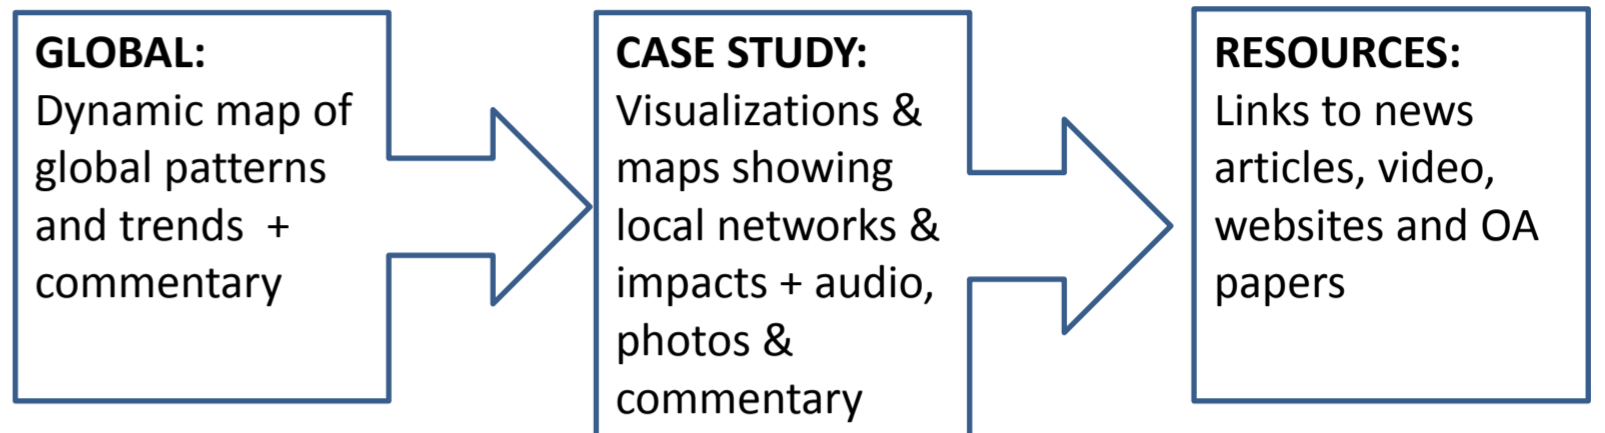 GLOBAL:
Dynamic map of
global patterns
and trends +
commentary
CASE STUDY:
Visualizations &
maps showing
local networks &
impacts + audio,
photos &
commentary
RESOURCES:
Links to news
articles, video,
websites and OA
papers